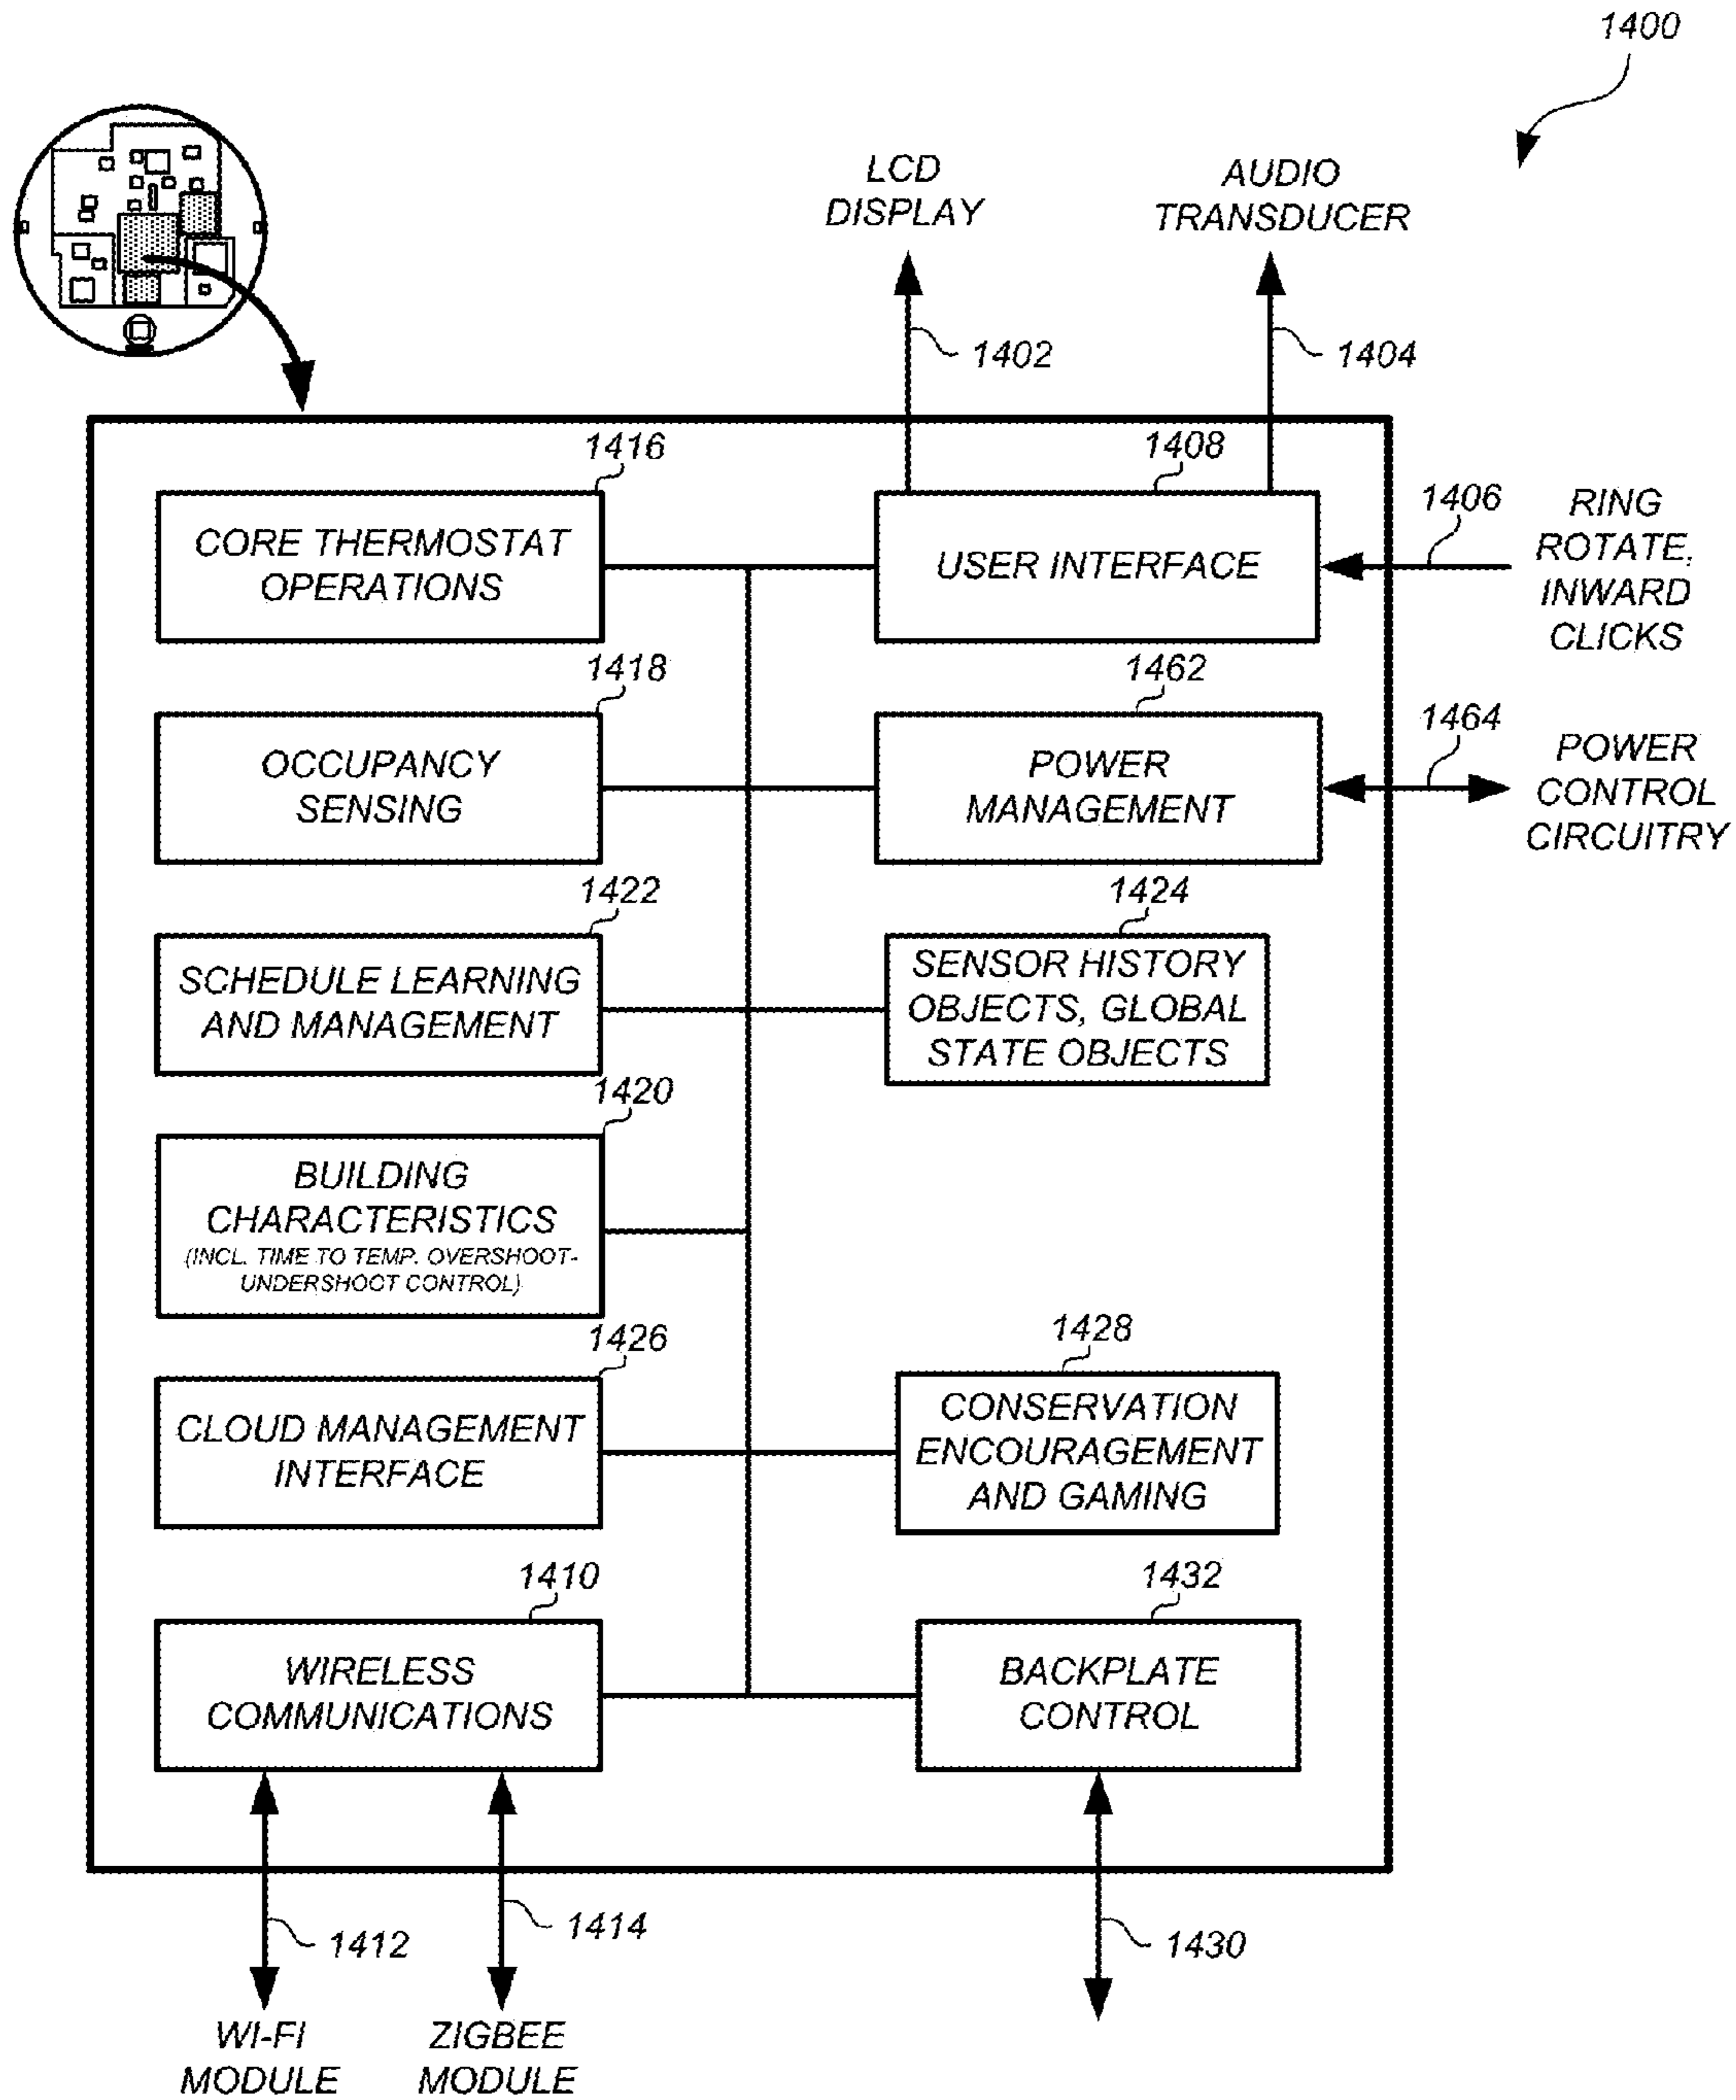 1400
LCD
DISPLAY
AUDIO
TRANSDUCER
1402
1404
1416
CORE THERMOSTAT
OPERATIONS
1408
USER INTERFACE
1406
RING
ROTATE,
INWARD
CLICKS
1418
OCCUPANCY
SENSING
1462
POWER
MANAGEMENT
1464
POWER
CONTROL
CIRCUITRY
1422
SCHEDULE LEARNING
AND MANAGEMENT
1424
SENSOR HISTORY
OBJECTS, GLOBAL
STATE OBJECTS
1420
BUILDING
CHARACTERISTICS
(INCL. TIME TO TEMP. OVERSHOOT-
UNDERSHOOT CONTROL)
1426
CLOUD MANAGEMENT
INTERFACE
1428
CONSERVATION
ENCOURAGEMENT
AND GAMING
1410
WIRELESS
COMMUNICATIONS
1432
BACKPLATE
CONTROL
1412
1414
1430
WI-FI
MODULE
ZIGBEE
MODULE